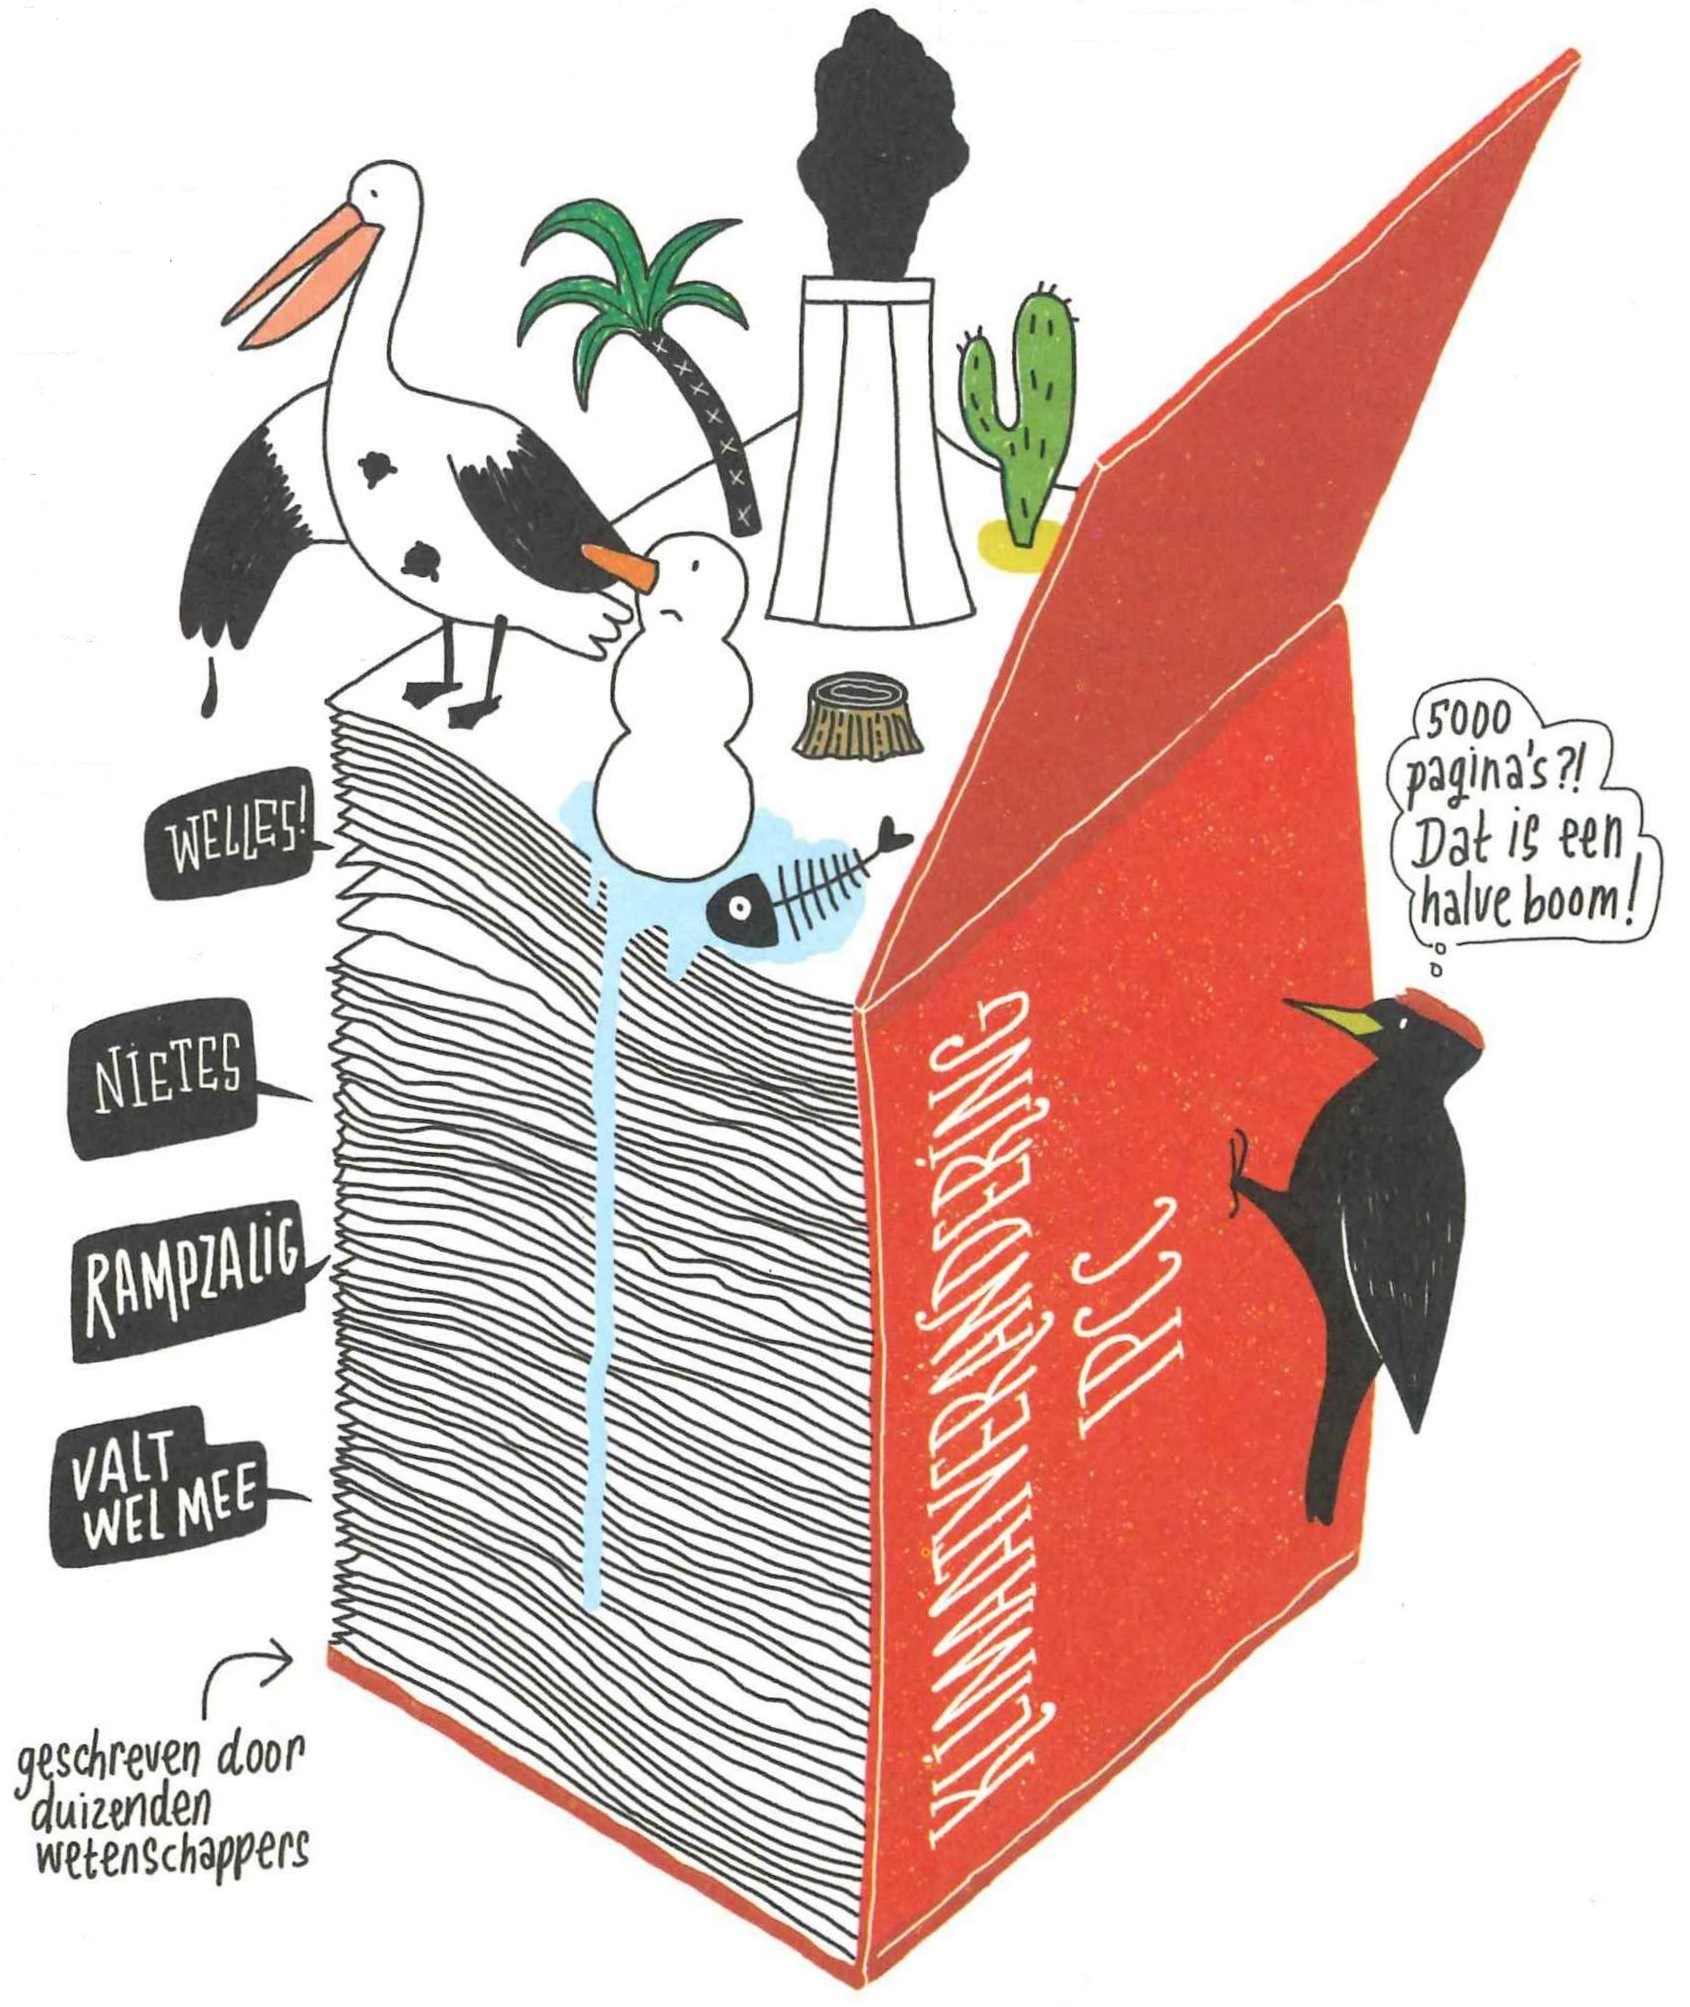 5000
pagina's?!
Dat is een
halve boom!
WELLES!
NIETES
RAMPZALIG
VALT
WEL MEE
geschreven door
duizenden
wetenschappers
KLIMAATVERANDERING
IPCC